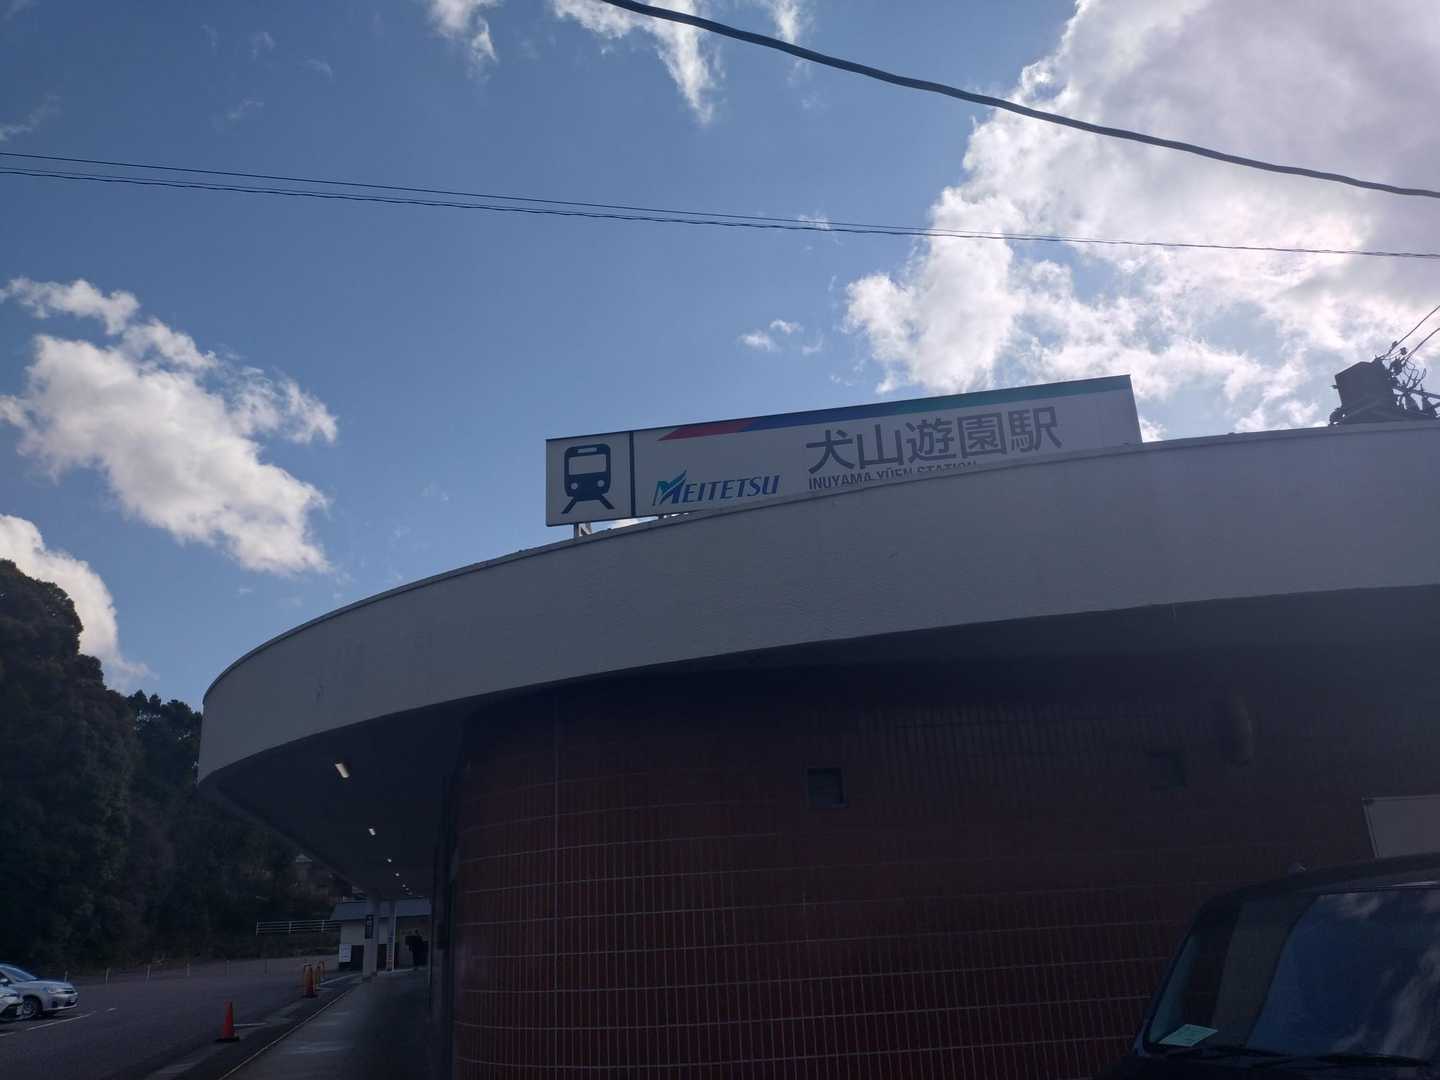 MEITETSU
犬山遊園駅
INUYAMA YŪEN STATION